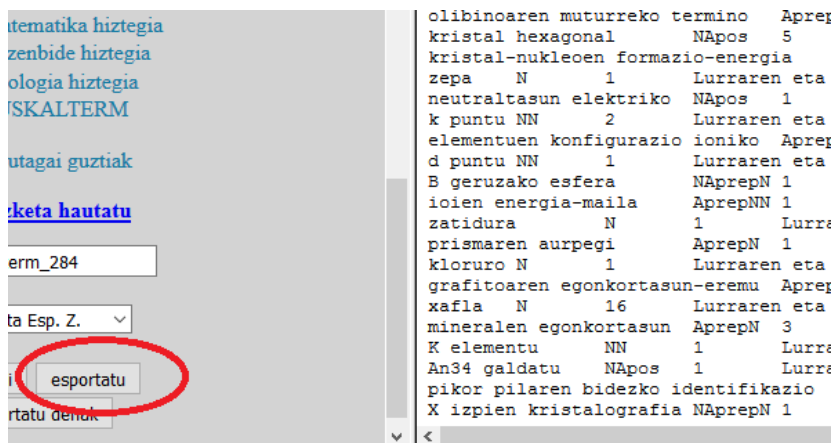 atematika hiztegia
zenbide hiztegia
ologia hiztegia
USKALTERM
utagai guztiak
zketa hautatu
erm_284
ta Esp. Z.
i esportatu
rtatu denak
olibinoaren muturreko termino Aprep
kristal hexagonal NApos 5
kristal-nukleoen formazio-energia
zepa N 1 Lurraren eta
neutraltasun elektriko NApos 1
k puntu NN 2 Lurraren eta
elementuen konfigurazio ioniko Aprep
d puntu NN 1 Lurraren eta
B geruzako esfera NAprepN 1
ioien energia-maila AprepNN 1
zatidura N 1 Lurra
prismaren aurpegi AprepN 1
kloruro N 1 Lurraren eta
grafitoaren egonkortasun-eremu Aprep
xafla N 16 Lurraren eta
mineralen egonkortasun AprepN 3
K elementu NN 1 Lurra
An34 galdatu NApos 1 Lurra
pikor pilaren bidezko identifikazio
X izpien kristalografia NAprepN 1